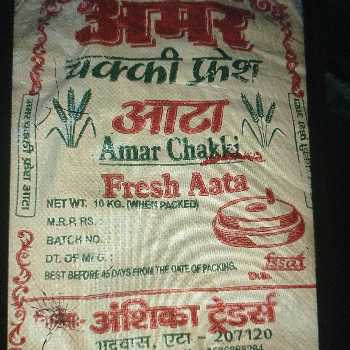 अमर
चक्की फ्रेश
आटा
Amar Chakki
Fresh Aata
NET WT. 10 KG. (WHEN PACKED)
M.R.P. RS.
BATCH NO.
DT. OF MFG. :
BEST BEFORE 45 DAYS FROM THE DATE OF PACKING.
अंशिका ट्रेडर्स
एटा - 207120